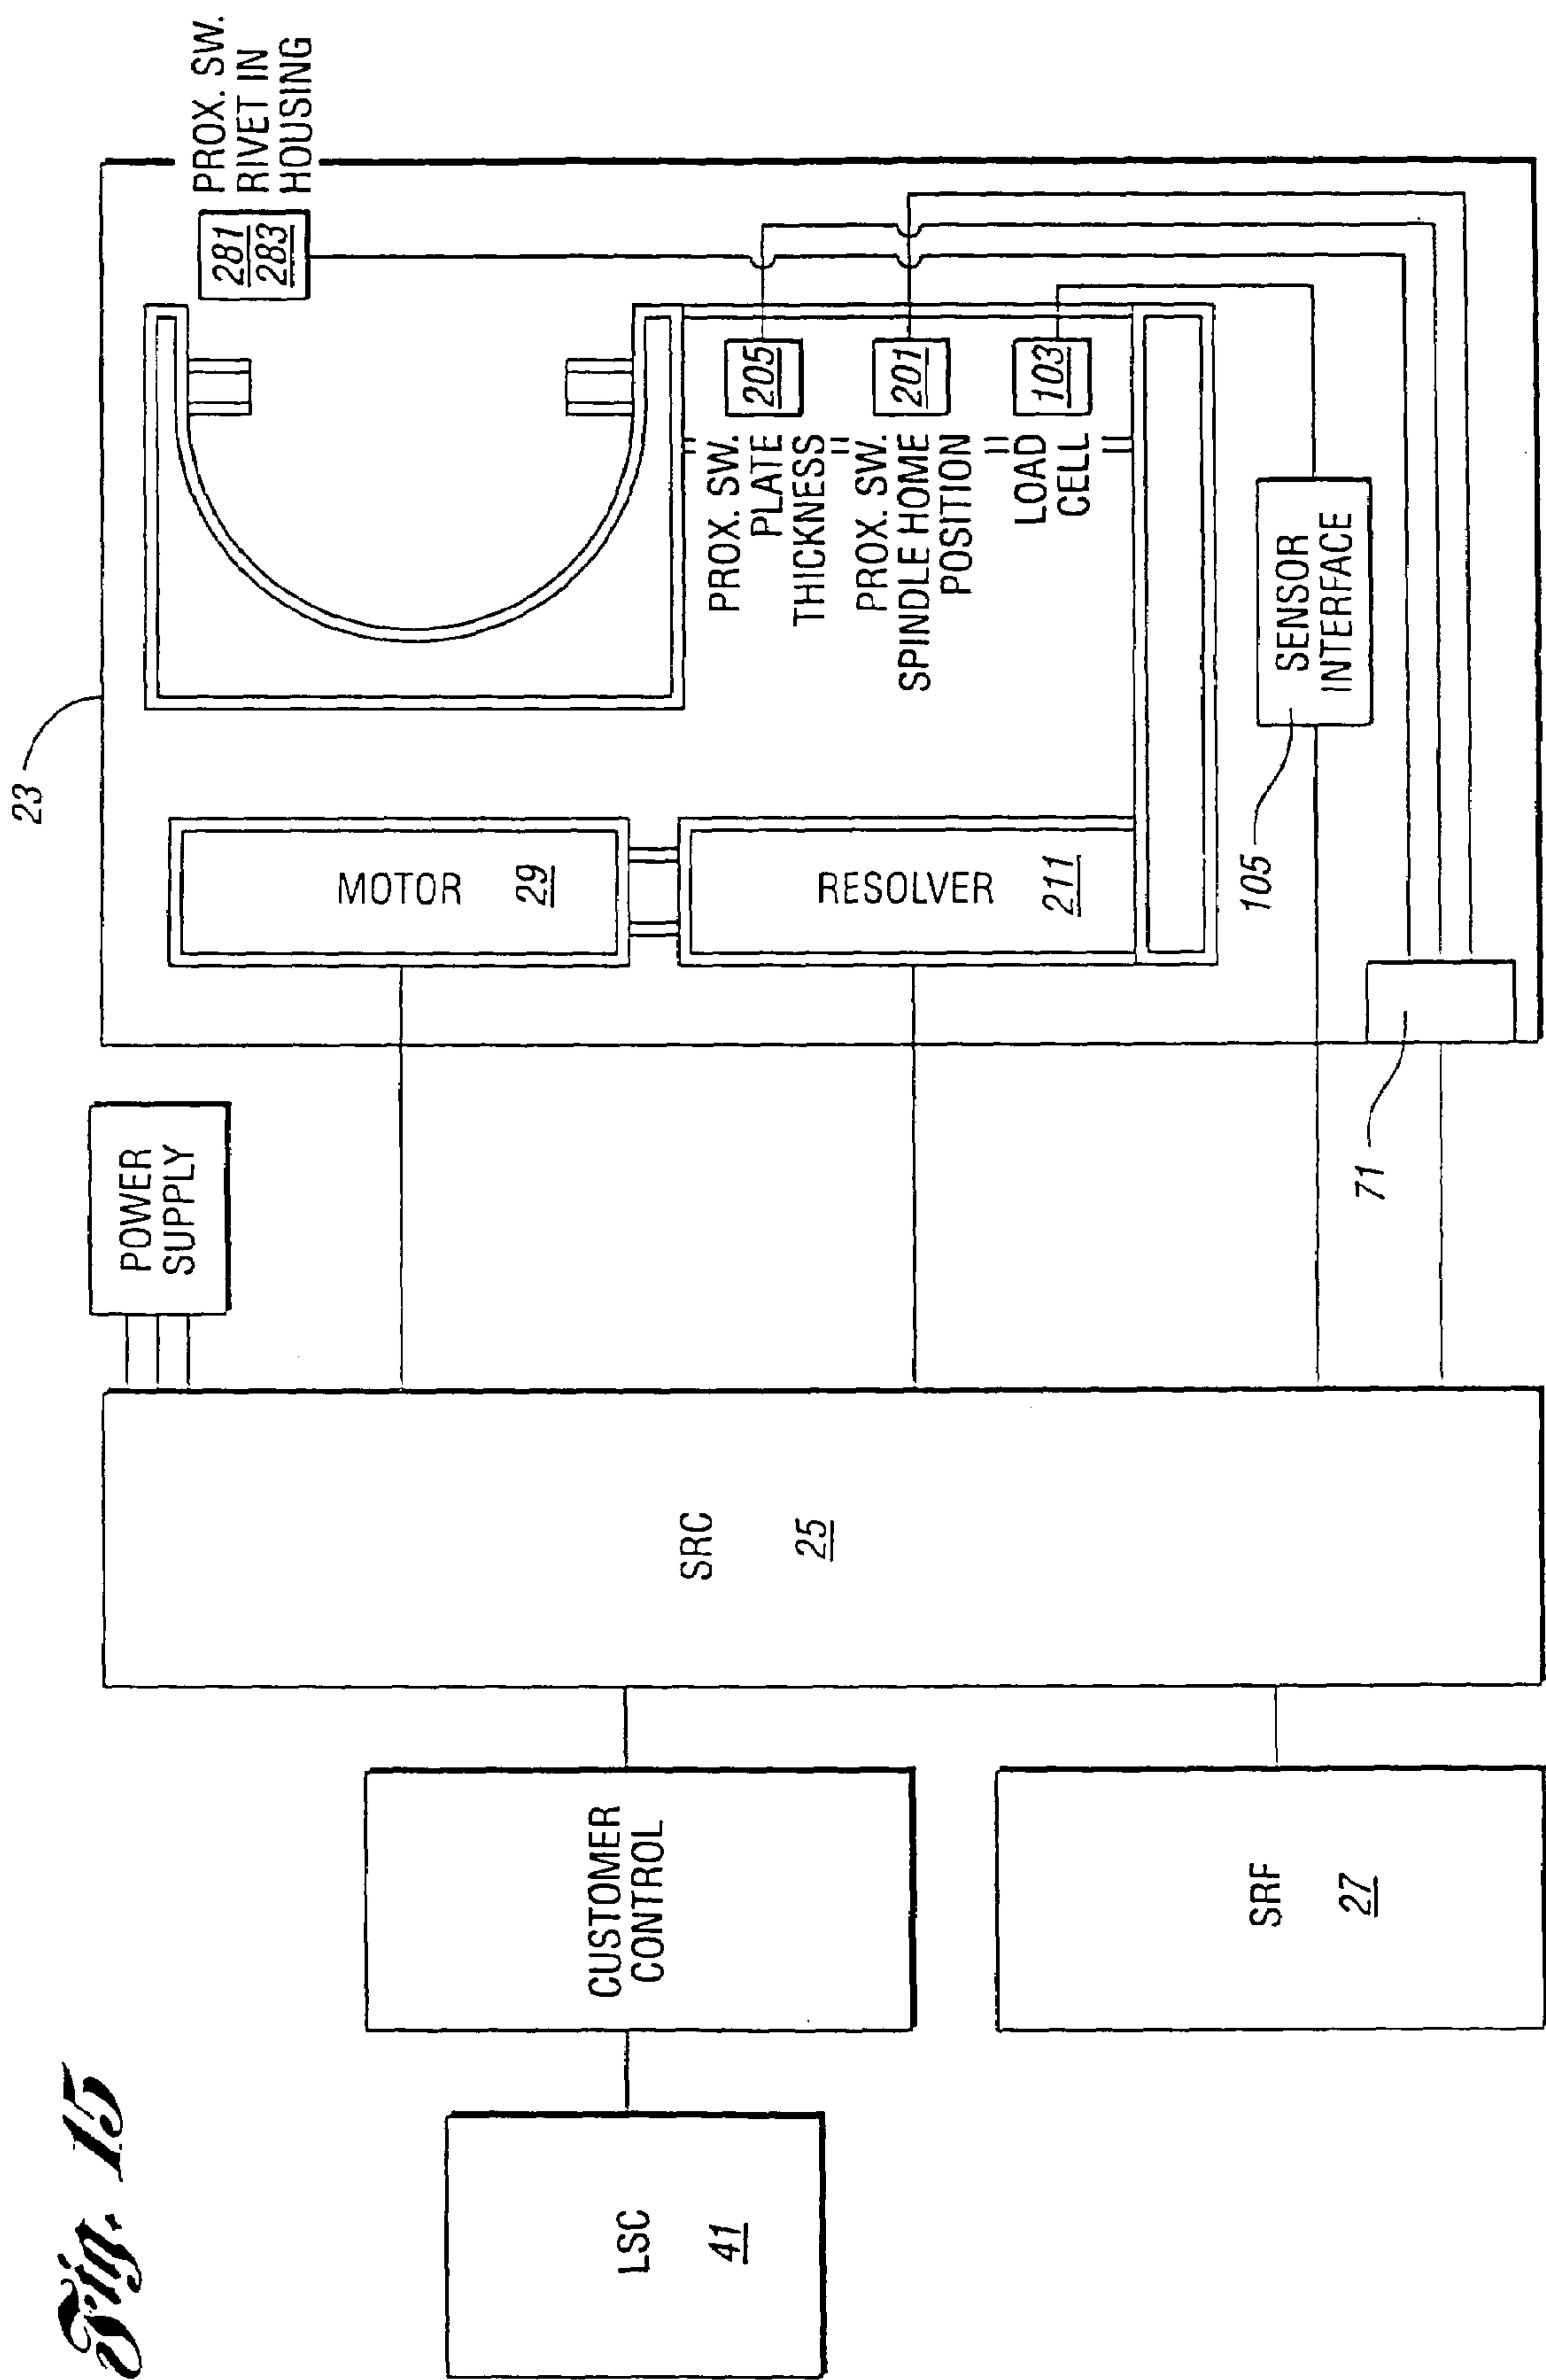 Fig. 15
LSC
41
CUSTOMER
CONTROL
SRF
27
SRC
25
POWER
SUPPLY
23
MOTOR 29
RESOLVER 211
PROX. SW.
RIVET IN
HOUSING
281
283
PROX. SW.
PLATE
THICKNESS
205
PROX. SW.
SPINDLE HOME
POSITION
201
LOAD
CELL
103
SENSOR
INTERFACE
105
71